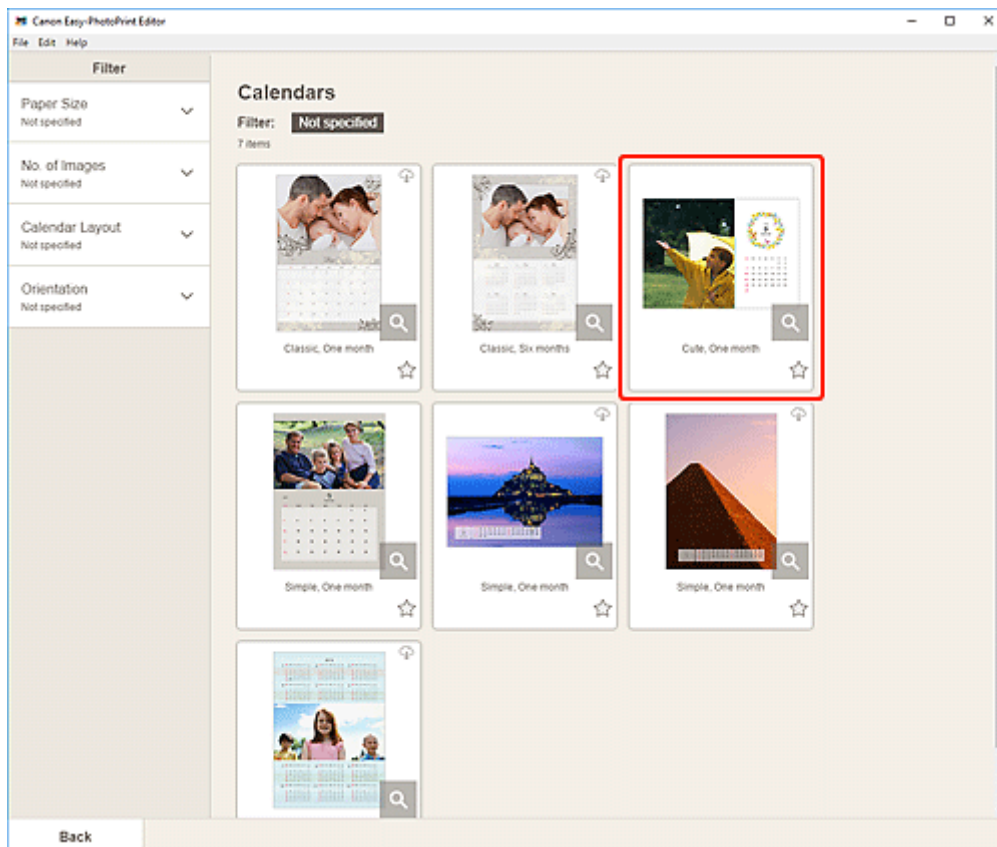 Canon Easy-PhotoPrint Editor
File Edit Help
Filter
Paper Size
Not specified
No. of Images
Not specified
Calendar Layout
Not specified
Orientation
Not specified
Calendars
Filter: Not specified
7 items
Classic, One month
Classic, Six months
Cute, One month
Simple, One month
Simple, One month
Simple, One month
Back